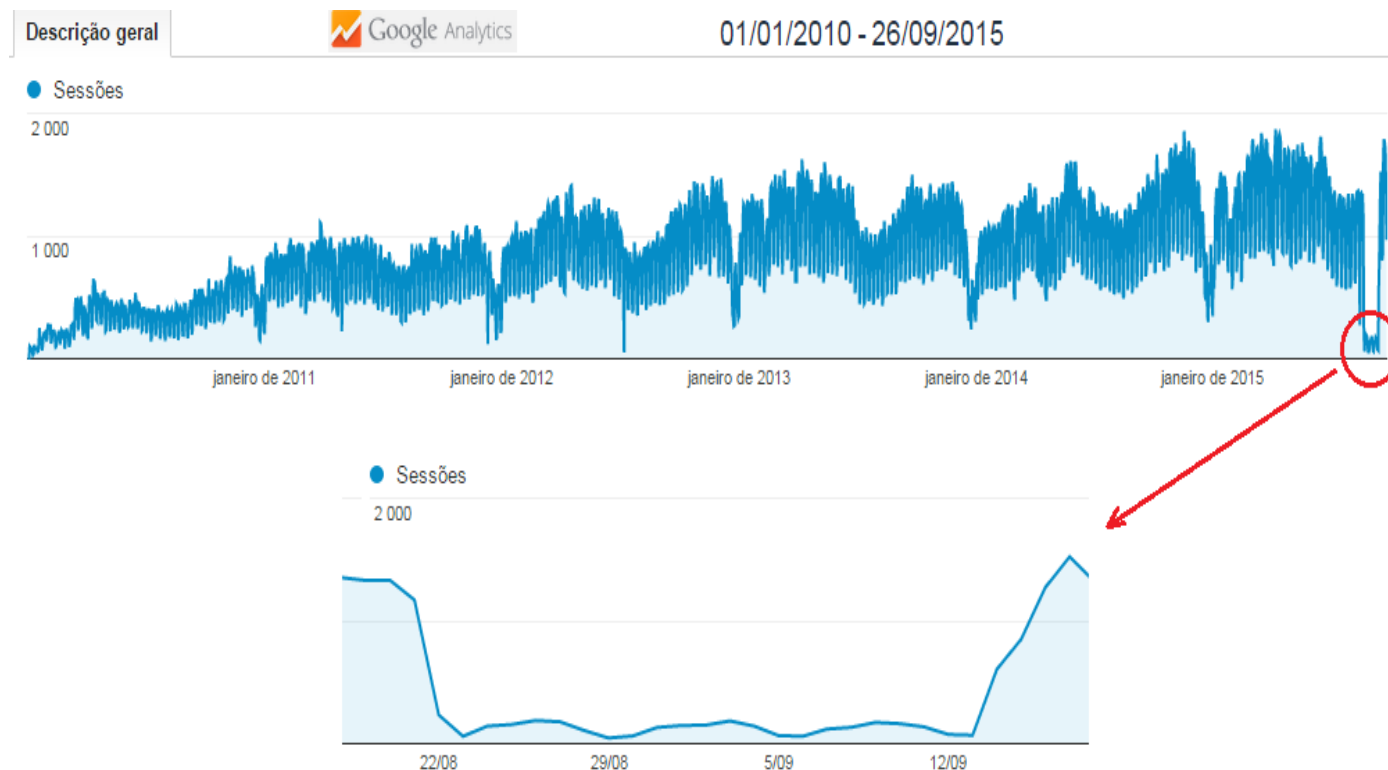 Descrição geral
Google Analytics
01/01/2010 - 26/09/2015
Sessões
2 000
1 000
janeiro de 2011
janeiro de 2012
janeiro de 2013
janeiro de 2014
janeiro de 2015
Sessões
2 000
22/08
29/08
5/09
12/09